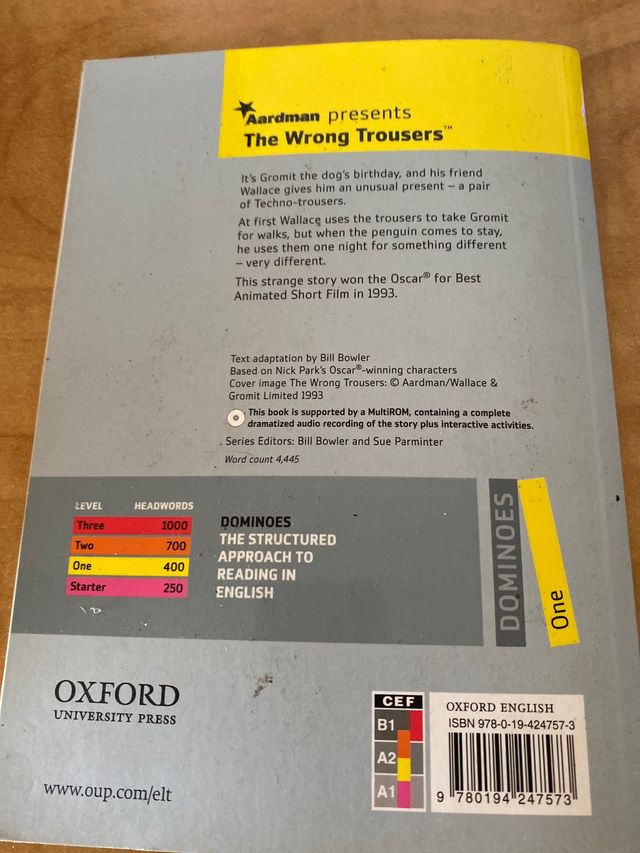 Aardman presents
The Wrong Trousers™
It's Gromit the dog's birthday, and his friend
Wallace gives him an unusual present – a pair
of Techno-trousers.
At first Wallace uses the trousers to take Gromit
for walks, but when the penguin comes to stay,
he uses them one night for something different
– very different.
This strange story won the Oscar® for Best
Animated Short Film in 1993.
Text adaptation by Bill Bowler
Based on Nick Park's Oscar®-winning characters
Cover image The Wrong Trousers: © Aardman/Wallace &
Gromit Limited 1993
This book is supported by a MultiROM, containing a complete
dramatized audio recording of the story plus interactive activities.
Series Editors: Bill Bowler and Sue Parminter
Word count 4,445
LEVEL HEADWORDS
Three 1000
Two 700
One 400
Starter 250
DOMINOES
THE STRUCTURED
APPROACH TO
READING IN
ENGLISH
DOMINOES
One
OXFORD
UNIVERSITY PRESS
www.oup.com/elt
CEF
B1
A2
A1
OXFORD ENGLISH
ISBN 978-0-19-424757-3
9 780194 247573